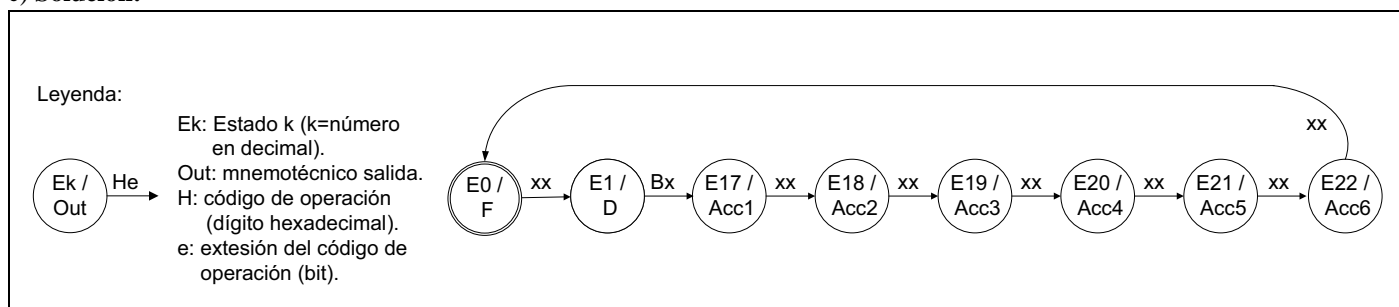 c) Solución:
Leyenda:
Ek / Out
He
Ek: Estado k (k=número
en decimal).
Out: mnemotécnico salida.
H: código de operación
(dígito hexadecimal).
e: extesión del código de
operación (bit).
E0 / F
xx
E1 / D
Bx
E17 / Acc1
xx
E18 / Acc2
xx
E19 / Acc3
xx
E20 / Acc4
xx
E21 / Acc5
xx
E22 / Acc6
xx